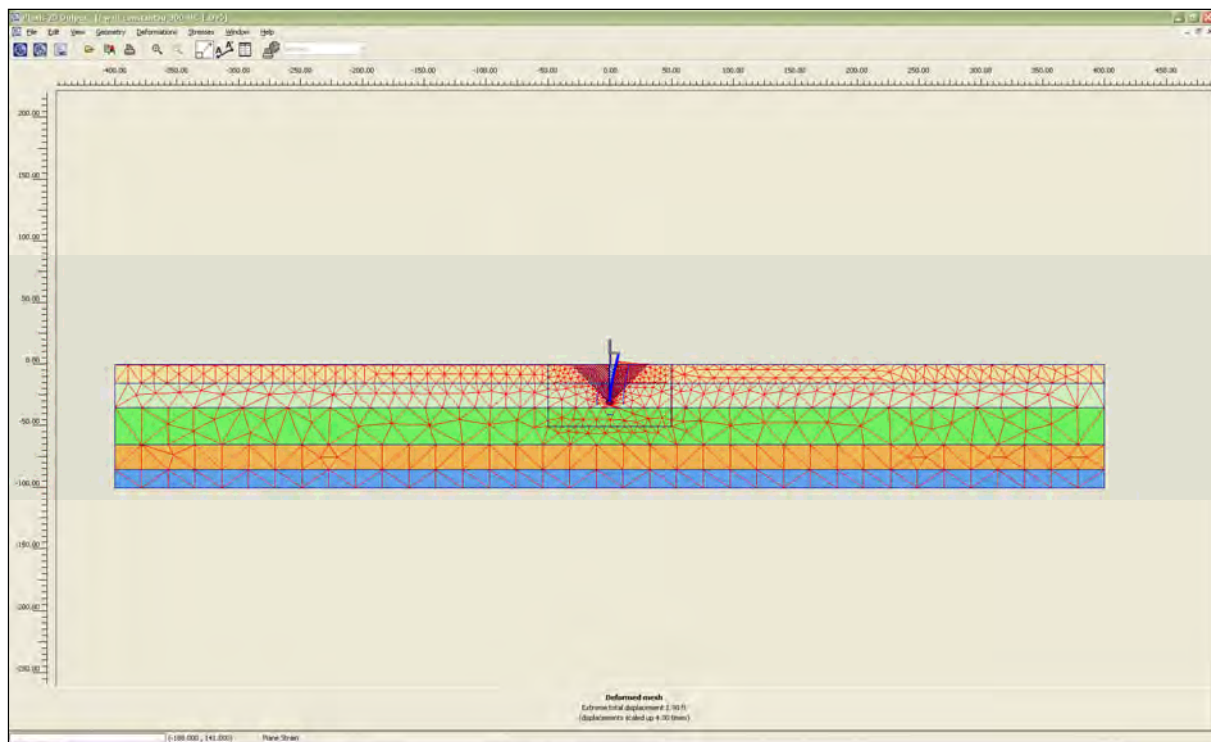 File Edit View Geometry Deformations Stresses Window Help
-400.00 -350.00 -300.00 -250.00 -200.00 -150.00 -100.00 -50.00 0.00 50.00 100.00 150.00 200.00 250.00 300.00 350.00 400.00 450.00
200.00
150.00
100.00
50.00
0.00
-50.00
-100.00
-150.00
-200.00
-250.00
Deformed mesh
Extreme total displacement
(displacements scaled up 4.00 times)
Plane Strain